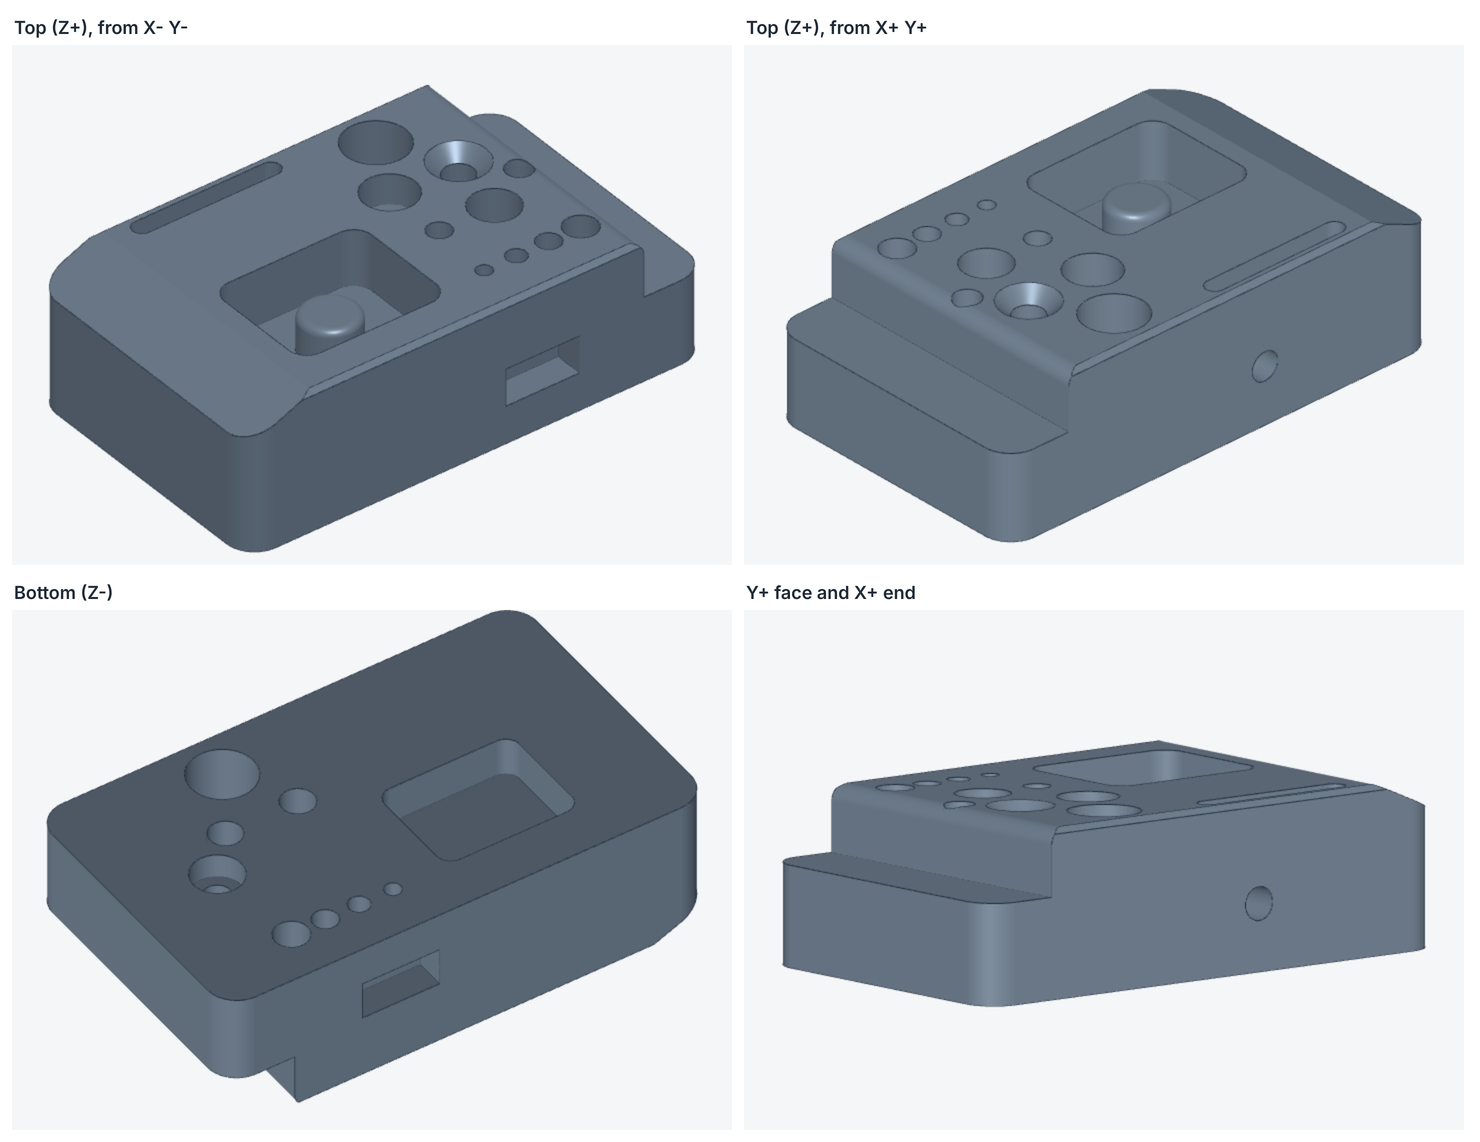 Top (Z+), from X- Y-
Top (Z+), from X+ Y+
Bottom (Z-)
Y+ face and X+ end